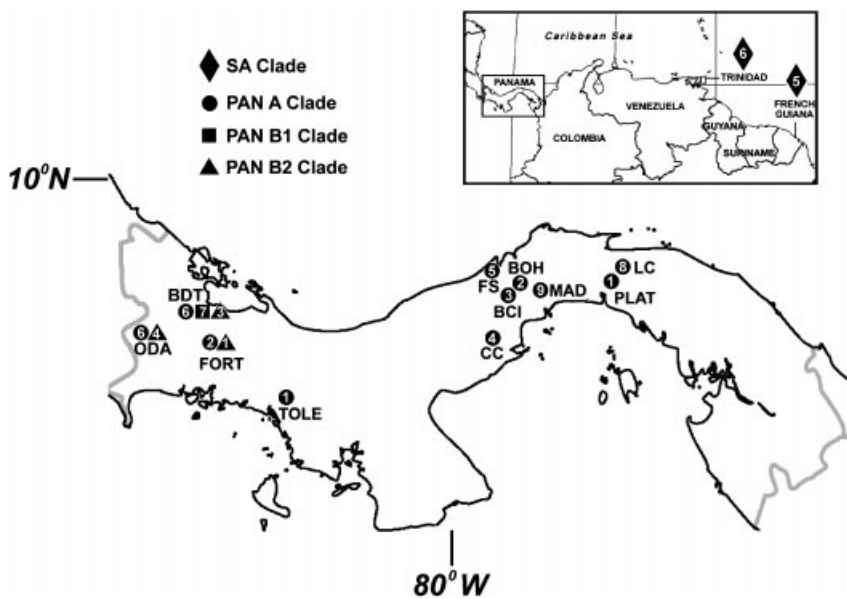 SA Clade
PAN A Clade
PAN B1 Clade
PAN B2 Clade
Caribbean Sea
PANAMA
6
TRINIDAD
5
FRENCH
GUIANA
VENEZUELA
GUYANA
COLOMBIA
SURINAME
10⁰N
BDT
6 7 3
6 4
ODA
2 1
FORT
1
TOLE
5
FS
BOH
2
3
BCI
9 MAD
8 LC
1
PLAT
4
CC
80⁰W